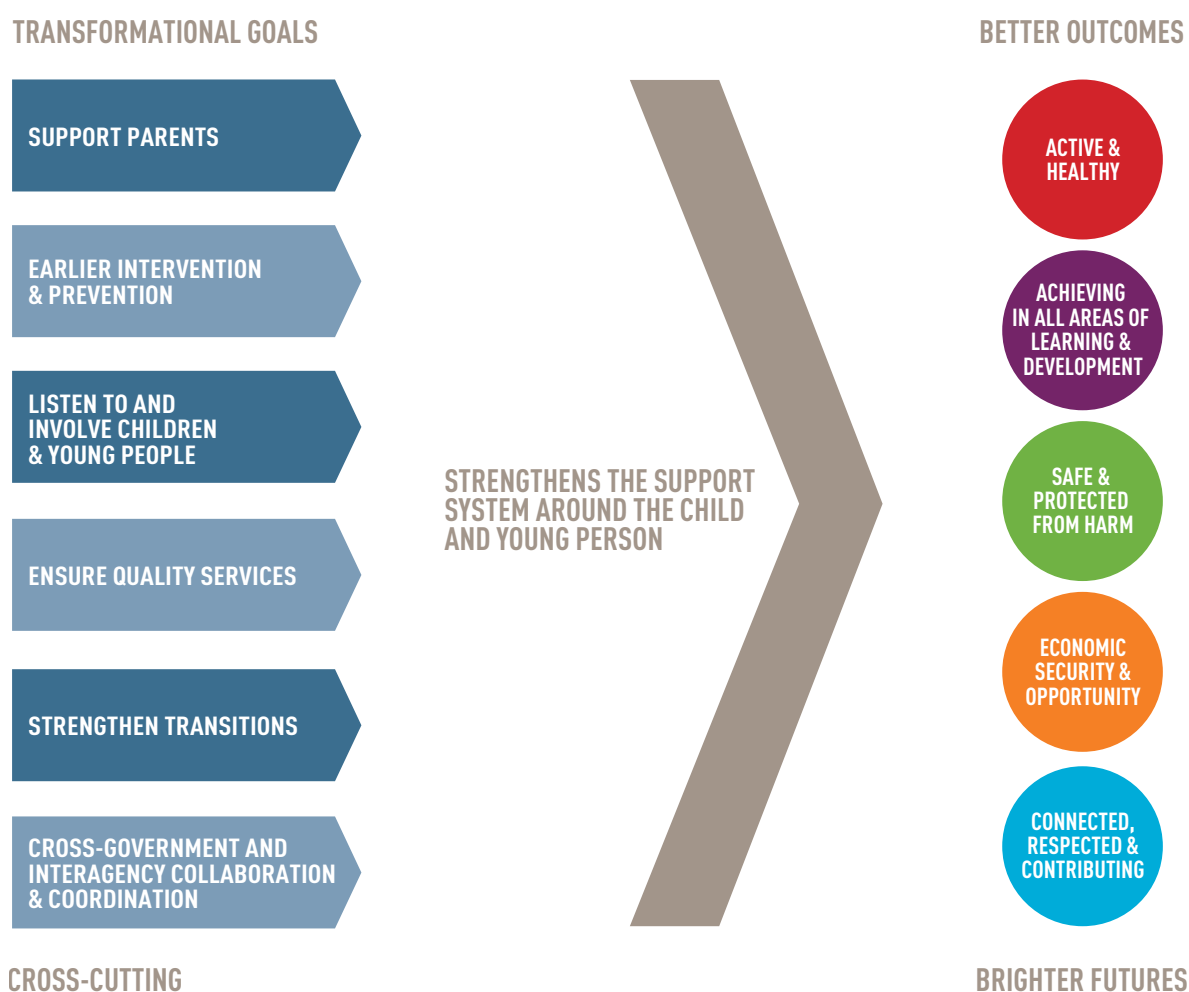 TRANSFORMATIONAL GOALS
SUPPORT PARENTS
EARLIER INTERVENTION
& PREVENTION
LISTEN TO AND
INVOLVE CHILDREN
& YOUNG PEOPLE
ENSURE QUALITY SERVICES
STRENGTHEN TRANSITIONS
CROSS-GOVERNMENT AND
INTERAGENCY COLLABORATION
& COORDINATION
CROSS-CUTTING
STRENGTHENS THE SUPPORT
SYSTEM AROUND THE CHILD
AND YOUNG PERSON
BETTER OUTCOMES
ACTIVE &
HEALTHY
ACHIEVING
IN ALL AREAS OF
LEARNING &
DEVELOPMENT
SAFE &
PROTECTED
FROM HARM
ECONOMIC
SECURITY &
OPPORTUNITY
CONNECTED,
RESPECTED &
CONTRIBUTING
BRIGHTER FUTURES